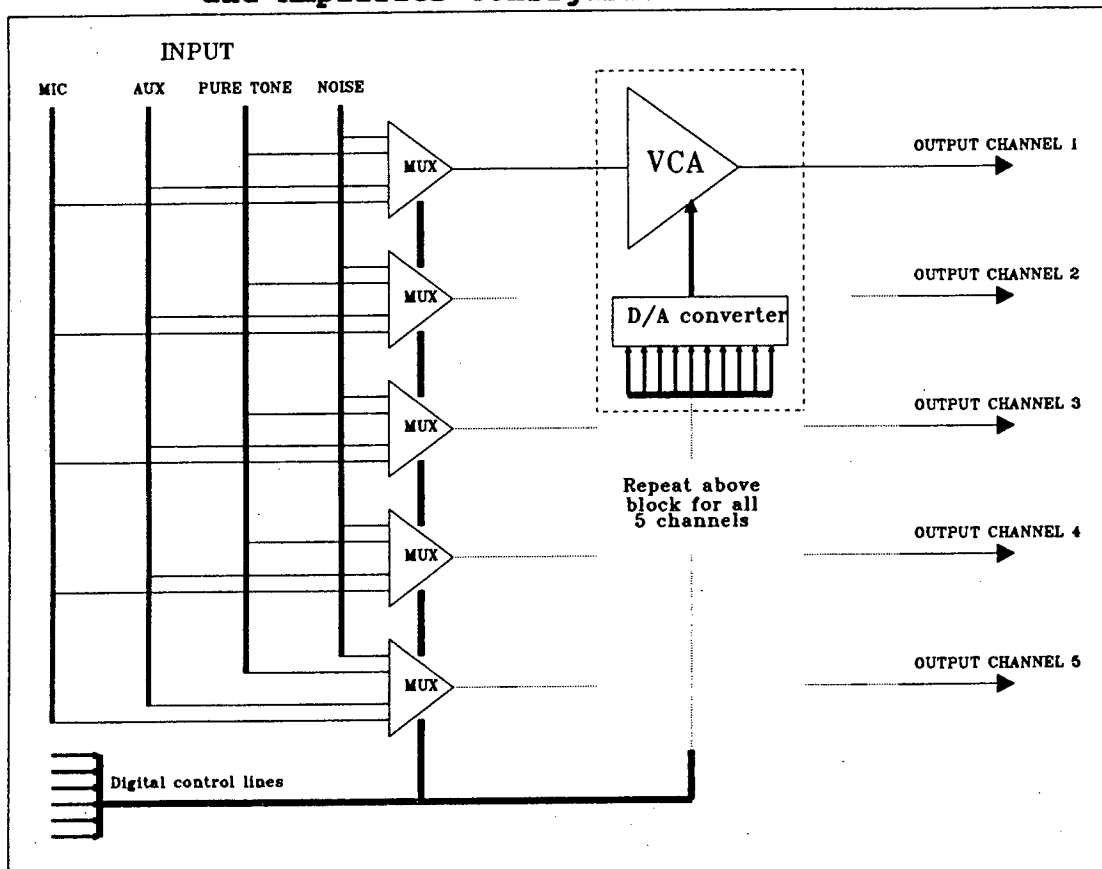 INPUT
MIC AUX PURE TONE NOISE
MUX
VCA
OUTPUT CHANNEL 1
MUX
D/A converter
OUTPUT CHANNEL 2
MUX
OUTPUT CHANNEL 3
Repeat above
block for all
5 channels
MUX
OUTPUT CHANNEL 4
MUX
OUTPUT CHANNEL 5
Digital control lines